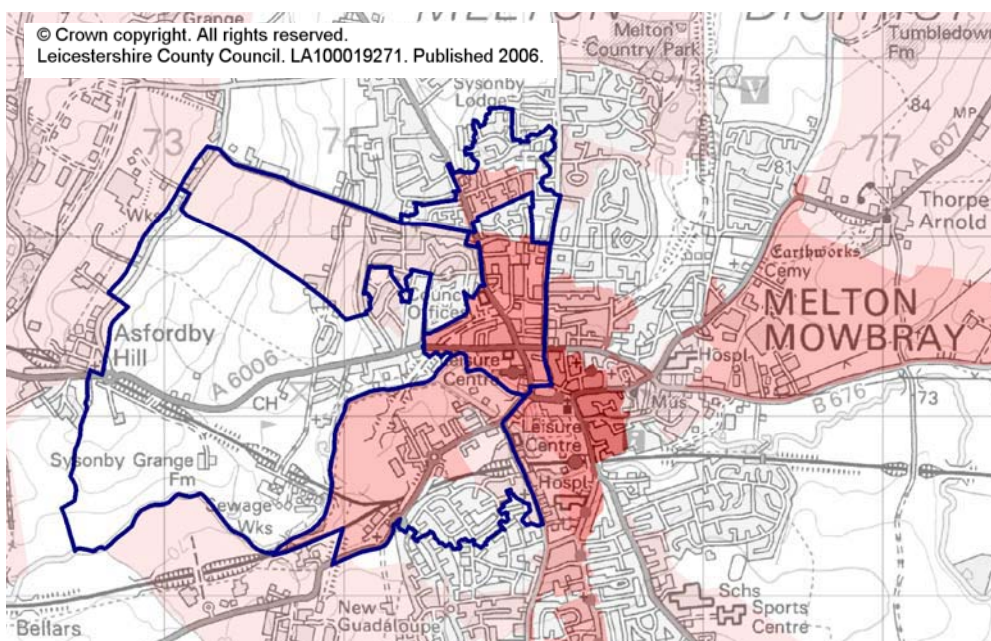 MELTON
DISTRICT
© Crown copyright. All rights reserved.
Leicestershire County Council. LA100019271. Published 2006.
Grange
Melton
Country Park
Tumbledown
Fm
Sysonby
Lodge
V
84
MP
73
77
A 607
81
Thorpe
Arnold
Wks
Earthworks
Cemy
MELTON
MOWBRAY
Council
Offices
Asfordby
Hill
A 6006
Leisure
Centre
Hospl
CH
Mus
B 676
73
Leisure
Centre
Sysonby Grange
Fm
Hospl
Sewage
Wks
Schs
Sports
Centre
New
Guadaloupe
Bellars